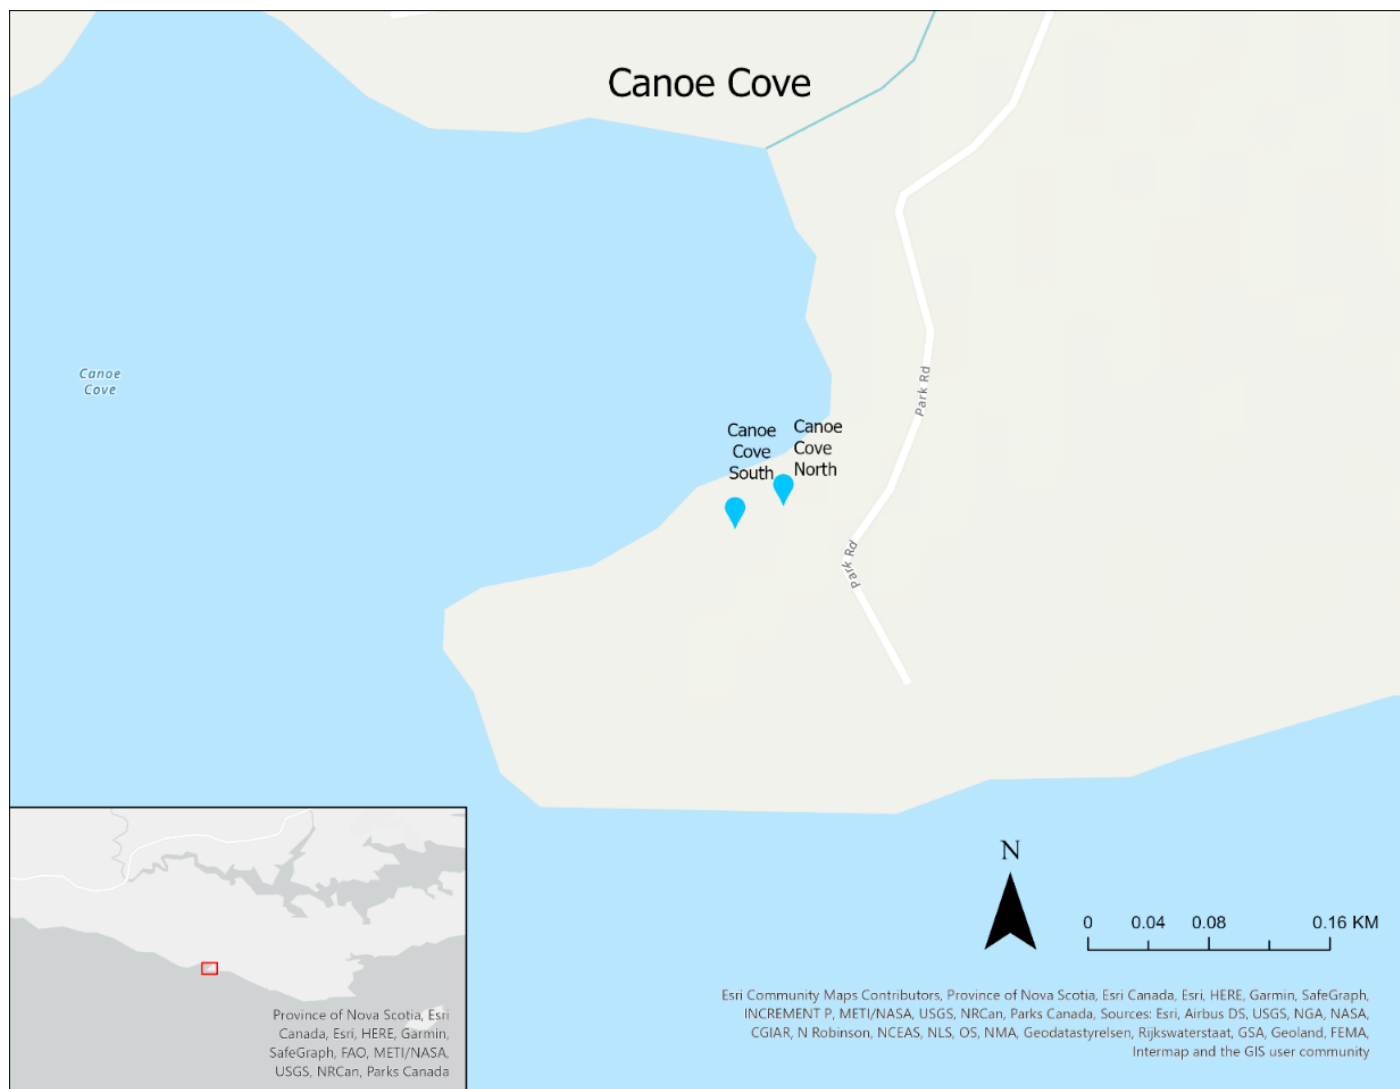 Canoe Cove
Canoe
Cove
Park Rd
Canoe
Cove
South
Canoe
Cove
North
Park Rd
N
0 0.04 0.08 0.16 KM
Esri Community Maps Contributors, Province of Nova Scotia, Esri Canada, Esri, HERE, Garmin, SafeGraph,
INCREMENT P, METI/NASA, USGS, NRCan, Parks Canada, Sources: Esri, Airbus DS, USGS, NGA, NASA,
CGIAR, N Robinson, NCEAS, NLS, OS, NMA, Geodatastyrelsen, Rijkswaterstaat, GSA, Geoland, FEMA,
Intermap and the GIS user community
Province of Nova Scotia, Esri
Canada, Esri, HERE, Garmin,
SafeGraph, FAO, METI/NASA,
USGS, NRCan, Parks Canada